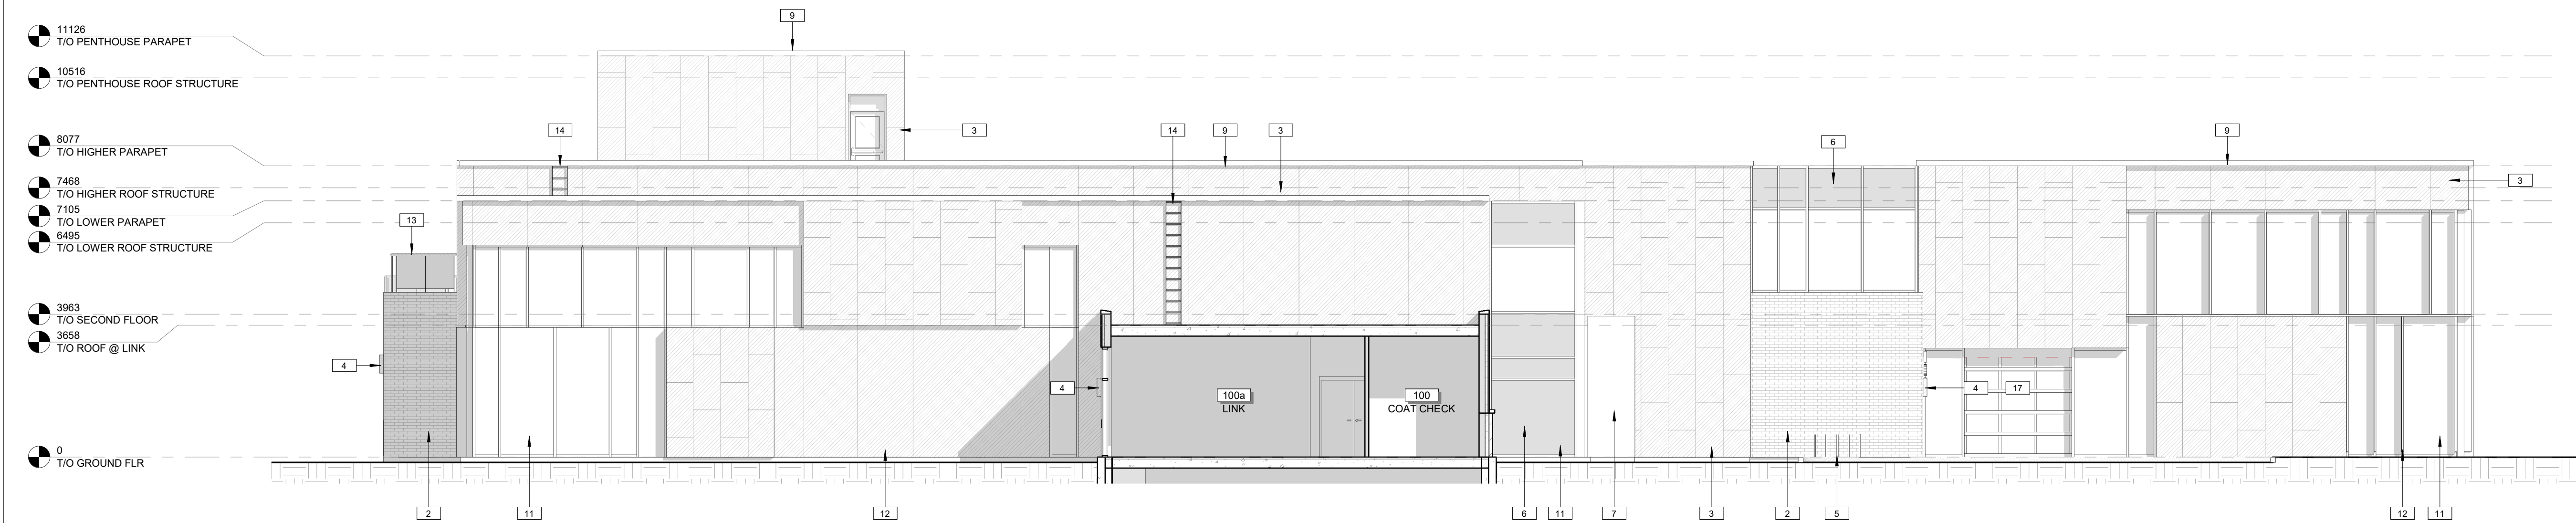 9
11126
T/O PENTHOUSE PARAPET
10516
T/O PENTHOUSE ROOF STRUCTURE
14
3
14
9
3
6
9
8077
T/O HIGHER PARAPET
7468
T/O HIGHER ROOF STRUCTURE
3
7105
T/O LOWER PARAPET
13
6495
T/O LOWER ROOF STRUCTURE
3963
T/O SECOND FLOOR
3658
T/O ROOF @ LINK
4
4
100a
LINK
100
COAT CHECK
4
17
0
T/O GROUND FLR
2
11
12
6
11
7
3
2
5
12
11